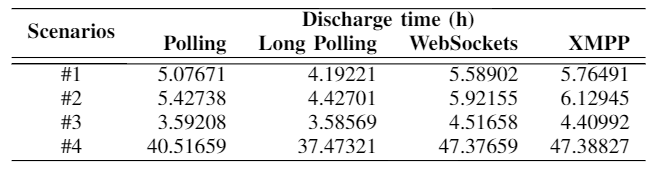 Discharge time (h)
Scenarios
Polling Long Polling WebSockets XMPP
#1 5.07671 4.19221 5.58902 5.76491
#2 5.42738 4.42701 5.92155 6.12945
#3 3.59208 3.58569 4.51658 4.40992
#4 40.51659 37.47321 47.37659 47.38827